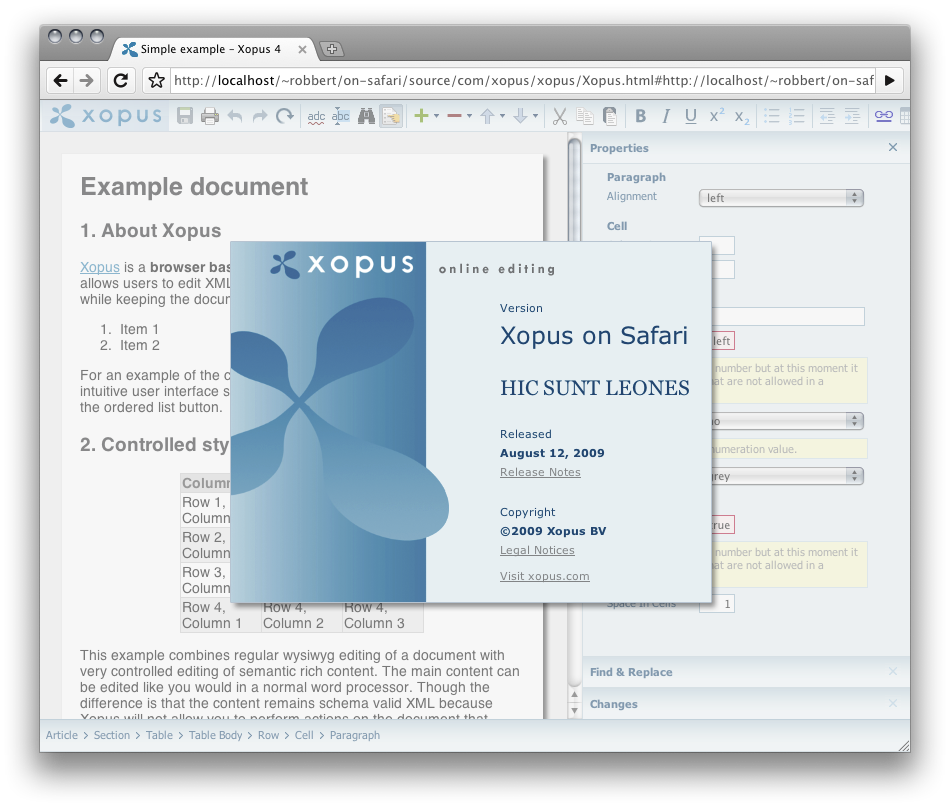 Simple example – Xopus 4
http://localhost/~robbert/on-safari/source/com/xopus/xopus/Xopus.html#http://localhost/~robbert/on-saf
xopus
abc
abc
B I U x² x₂
Example document
1. About Xopus
Xopus is a browser bas
allows users to edit XML
while keeping the docum
1. Item 1
2. Item 2
For an example of the c
intuitive user interface s
the ordered list button.
2. Controlled sty
Column
Row 1,
Column
Row 2,
Column
Row 3,
Column
Row 4, Row 4, Row 4,
Column 1 Column 2 Column 3
This example combines regular wysiwyg editing of a document with
very controlled editing of semantic rich content. The main content can
be edited like you would in a normal word processor. Though the
difference is that the content remains schema valid XML because
Xopus will not allow you to perform actions on the document that
xopus
online editing
Version
Xopus on Safari
HIC SUNT LEONES
Released
August 12, 2009
Release Notes
Copyright
©2009 Xopus BV
Legal Notices
Visit xopus.com
Properties
Paragraph
Alignment left
Cell
left
number but at this moment it
that are not allowed in a
no
numeration value.
grey
true
number but at this moment it
that are not allowed in a
Space In Cells 1
Find & Replace
Changes
Article > Section > Table > Table Body > Row > Cell > Paragraph